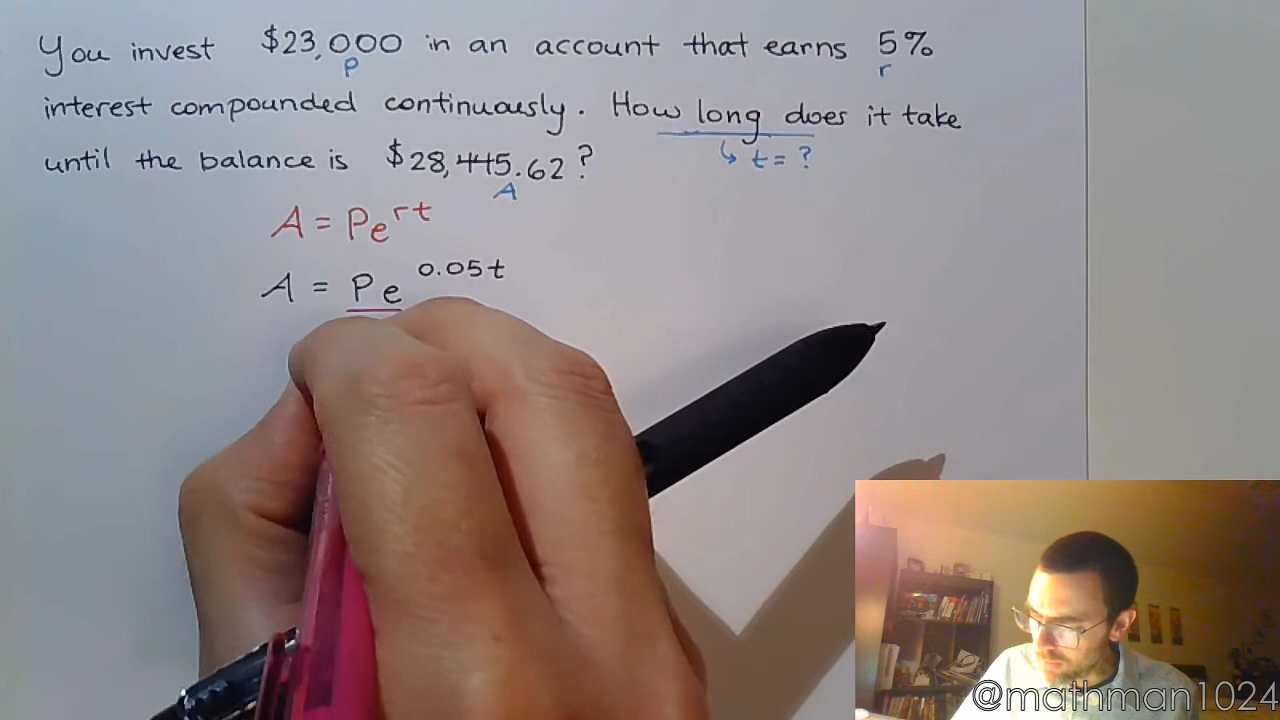 You invest $23,000 in an account that earns 5%
P r
interest compounded continuously. How long does it take
until the balance is $28,445.62?
↳ t = ?
A
A = Pe^rt
A = Pe^0.05t
@mathman1024